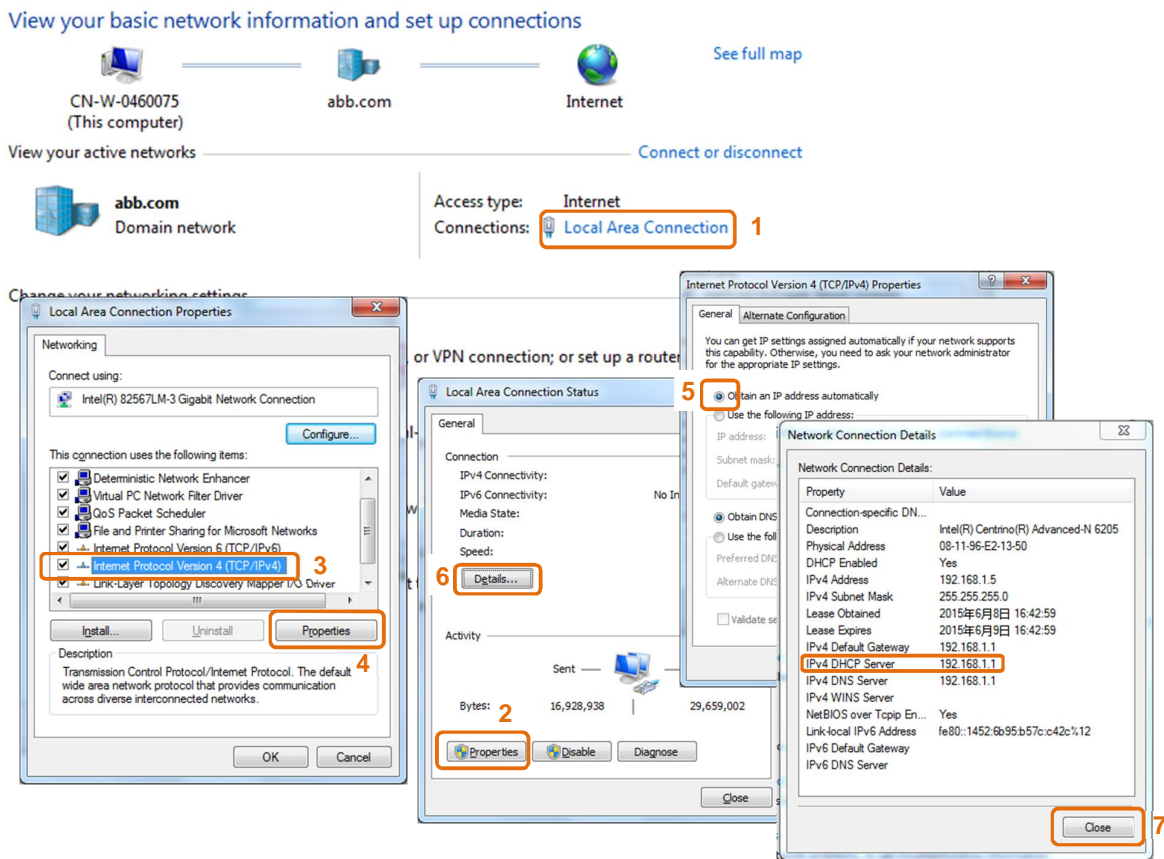 View your basic network information and set up connections
See full map
CN-W-0460075
(This computer)
abb.com
Internet
View your active networks
Connect or disconnect
abb.com
Domain network
Access type: Internet
Connections: Local Area Connection 1
Change your networking settings
or VPN connection; or set up a router
Local Area Connection Properties
Networking
Connect using:
Intel(R) 82567LM-3 Gigabit Network Connection
Configure...
This connection uses the following items:
Deterministic Network Enhancer
Virtual PC Network Filter Driver
QoS Packet Scheduler
File and Printer Sharing for Microsoft Networks
Internet Protocol Version 6 (TCP/IPv6)
Internet Protocol Version 4 (TCP/IPv4) 3
Link-Layer Topology Discovery Mapper I/O Driver
Install... Uninstall Properties
4
Description
Transmission Control Protocol/Internet Protocol. The default
wide area network protocol that provides communication
across diverse interconnected networks.
OK Cancel
Local Area Connection Status
General
Connection
IPv4 Connectivity:
IPv6 Connectivity: No In
Media State:
Duration:
Speed:
6 Details...
Activity
Sent
Bytes: 16,928,938 29,659,002
2
Properties Disable Diagnose
Close
Internet Protocol Version 4 (TCP/IPv4) Properties
General Alternate Configuration
You can get IP settings assigned automatically if your network supports
this capability. Otherwise, you need to ask your network administrator
for the appropriate IP settings.
5 Obtain an IP address automatically
Use the following IP address:
IP address:
Subnet mask:
Default gatew
Obtain DNS
Use the foll
Preferred DNS
Alternate DNS
Validate se
Network Connection Details
Network Connection Details:
Property Value
Connection-specific DN...
Description Intel(R) Centrino(R) Advanced-N 6205
Physical Address 08-11-96-E2-13-50
DHCP Enabled Yes
IPv4 Address 192.168.1.5
IPv4 Subnet Mask 255.255.255.0
Lease Obtained 2015年6月8日 16:42:59
Lease Expires 2015年6月9日 16:42:59
IPv4 Default Gateway 192.168.1.1
IPv4 DHCP Server 192.168.1.1
IPv4 DNS Server 192.168.1.1
IPv4 WINS Server
NetBIOS over Tcpip En... Yes
Link-local IPv6 Address fe80::1452:6b95:b57c:c42c%12
IPv6 Default Gateway
IPv6 DNS Server
Close 7